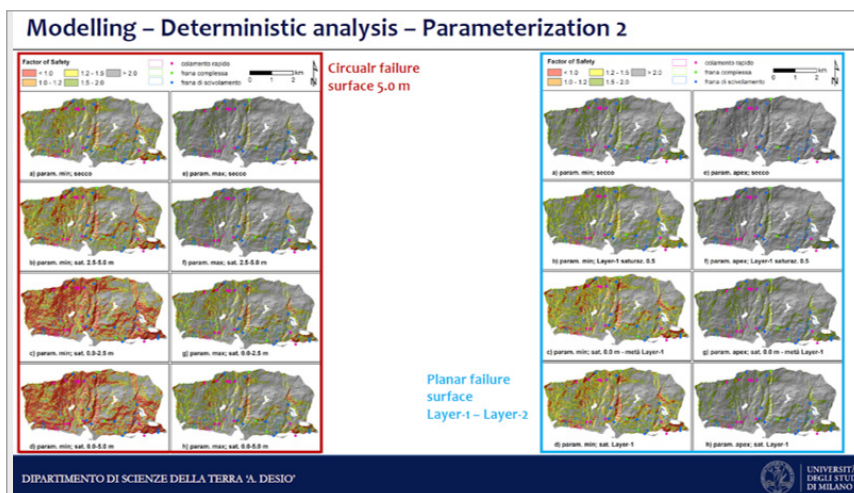 Modelling – Deterministic analysis – Parameterization 2
Factor of Safety
< 1.0
1.2 - 1.5
> 2.0
1.0 - 1.2
1.5 - 2.0
colamento rapido
frana complessa
frana di scivolamento
0 1 2
km
N
a) param. min; secco
e) param. max; secco
b) param. min; sat. 2.5-5.0 m
f) param. max; sat. 2.5-5.0 m
c) param. min; sat. 0.0-2.5 m
g) param. max; sat. 0.0-2.5 m
d) param. min; sat. 0.0-5.0 m
h) param. max; sat. 0.0-5.0 m
Circualr failure
surface 5.0 m
Planar failure
surface
Layer-1 – Layer-2
Factor of Safety
< 1.0
1.2 - 1.5
> 2.0
1.0 - 1.2
1.5 - 2.0
colamento rapido
frana complessa
frana di scivolamento
0 1 2
km
N
a) param. min; secco
e) param. apex; secco
b) param. min; Layer-1 saturaz. 0.5
f) param. apex; Layer-1 saturaz. 0.5
c) param. min; sat. 0.0 m - metà Layer-1
g) param. apex; sat. 0.0 m - metà Layer-1
d) param. min; sat. Layer-1
h) param. apex; sat. Layer-1
DIPARTIMENTO DI SCIENZE DELLA TERRA 'A. DESIO'
UNIVERSITÀ
DEGLI STUDI
DI MILANO